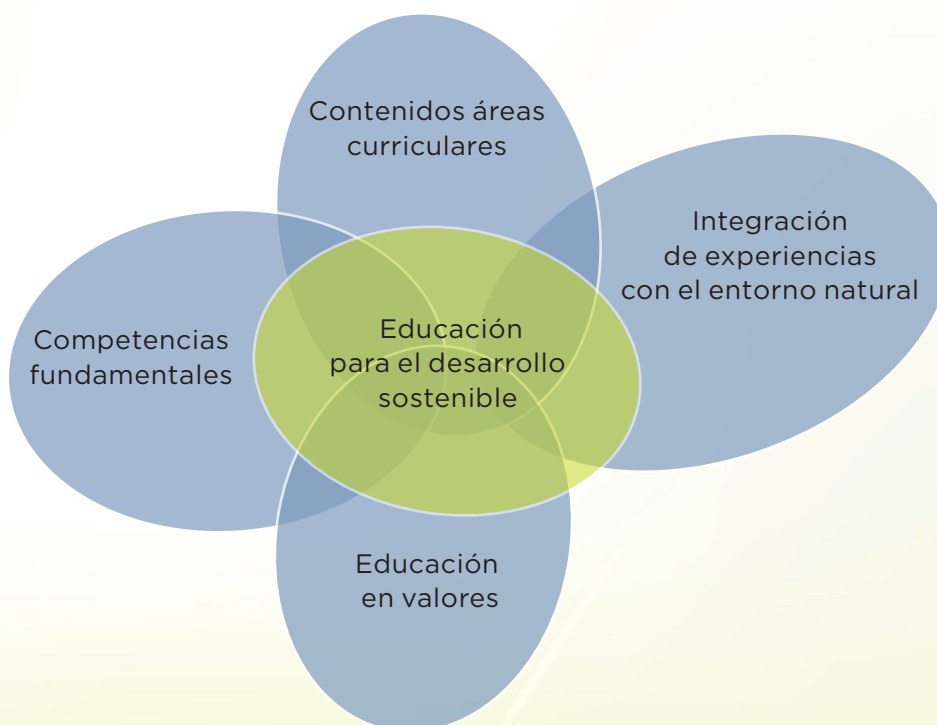 Contenidos áreas
curriculares
Integración
de experiencias
con el entorno natural
Competencias
fundamentales
Educación
para el desarrollo
sostenible
Educación
en valores